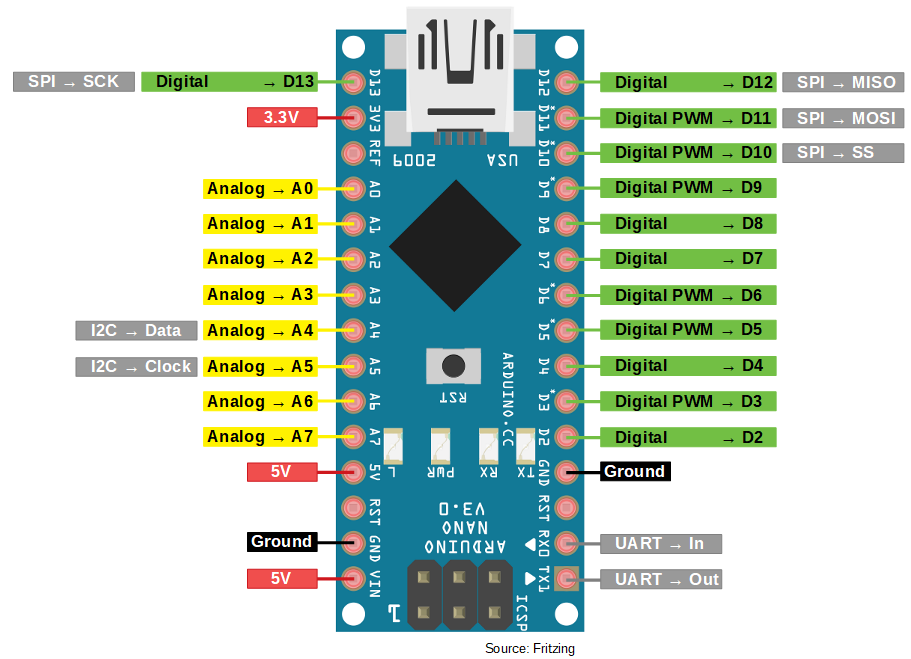 SPI → SCK
Digital → D13
D13
D12
Digital → D12
SPI → MISO
3.3V
3V3
D11*
Digital PWM → D11
SPI → MOSI
REF
D10*
Digital PWM → D10
SPI → SS
2009
USA
Analog → A0
A0
D9*
Digital PWM → D9
Analog → A1
A1
D8
Digital → D8
Analog → A2
A2
D7
Digital → D7
Analog → A3
A3
D6*
Digital PWM → D6
I2C → Data
Analog → A4
A4
D5*
Digital PWM → D5
I2C → Clock
Analog → A5
A5
D4
Digital → D4
RST
ARDUINO.CC
Analog → A6
A6
D3*
Digital PWM → D3
Analog → A7
A7
D2
Digital → D2
5V
5V
L
PWR
RX
TX
GND
Ground
RST
V3.0
RST
NANO
Ground
GND
ARDUINO
RX0
UART → In
5V
VIN
TX1
UART → Out
1
ICSP
Source: Fritzing